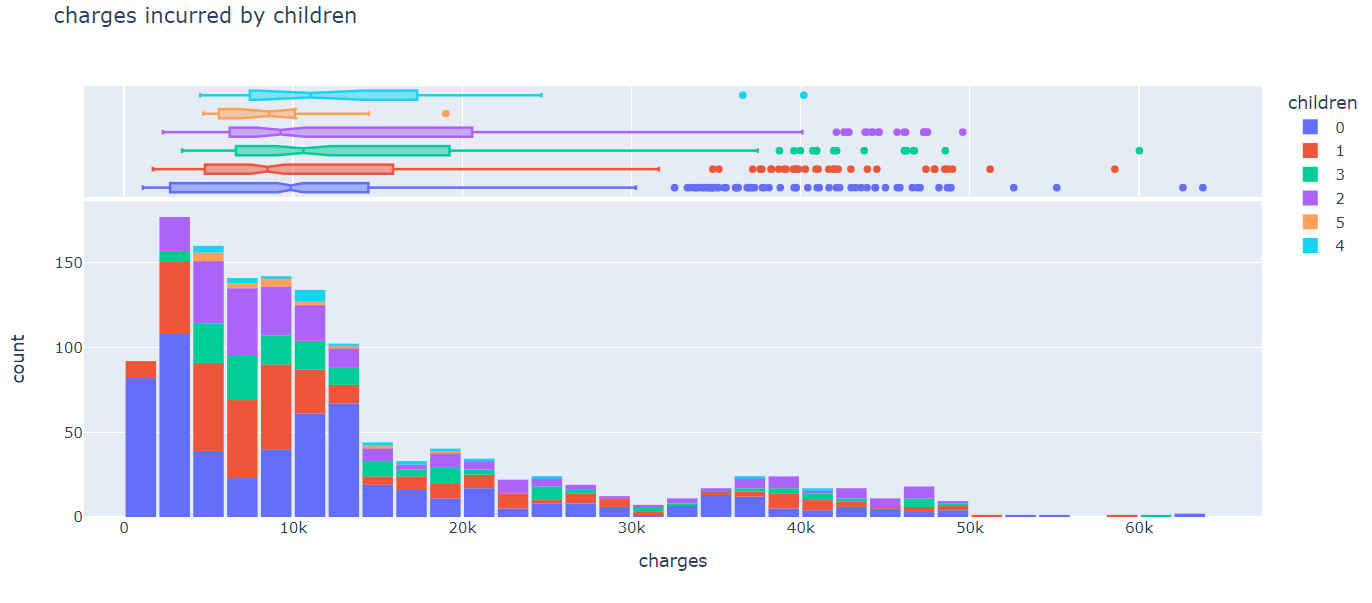 charges incurred by children
children
0
1
3
2
5
4
150
100
50
0
count
0 10k 20k 30k 40k 50k 60k
charges